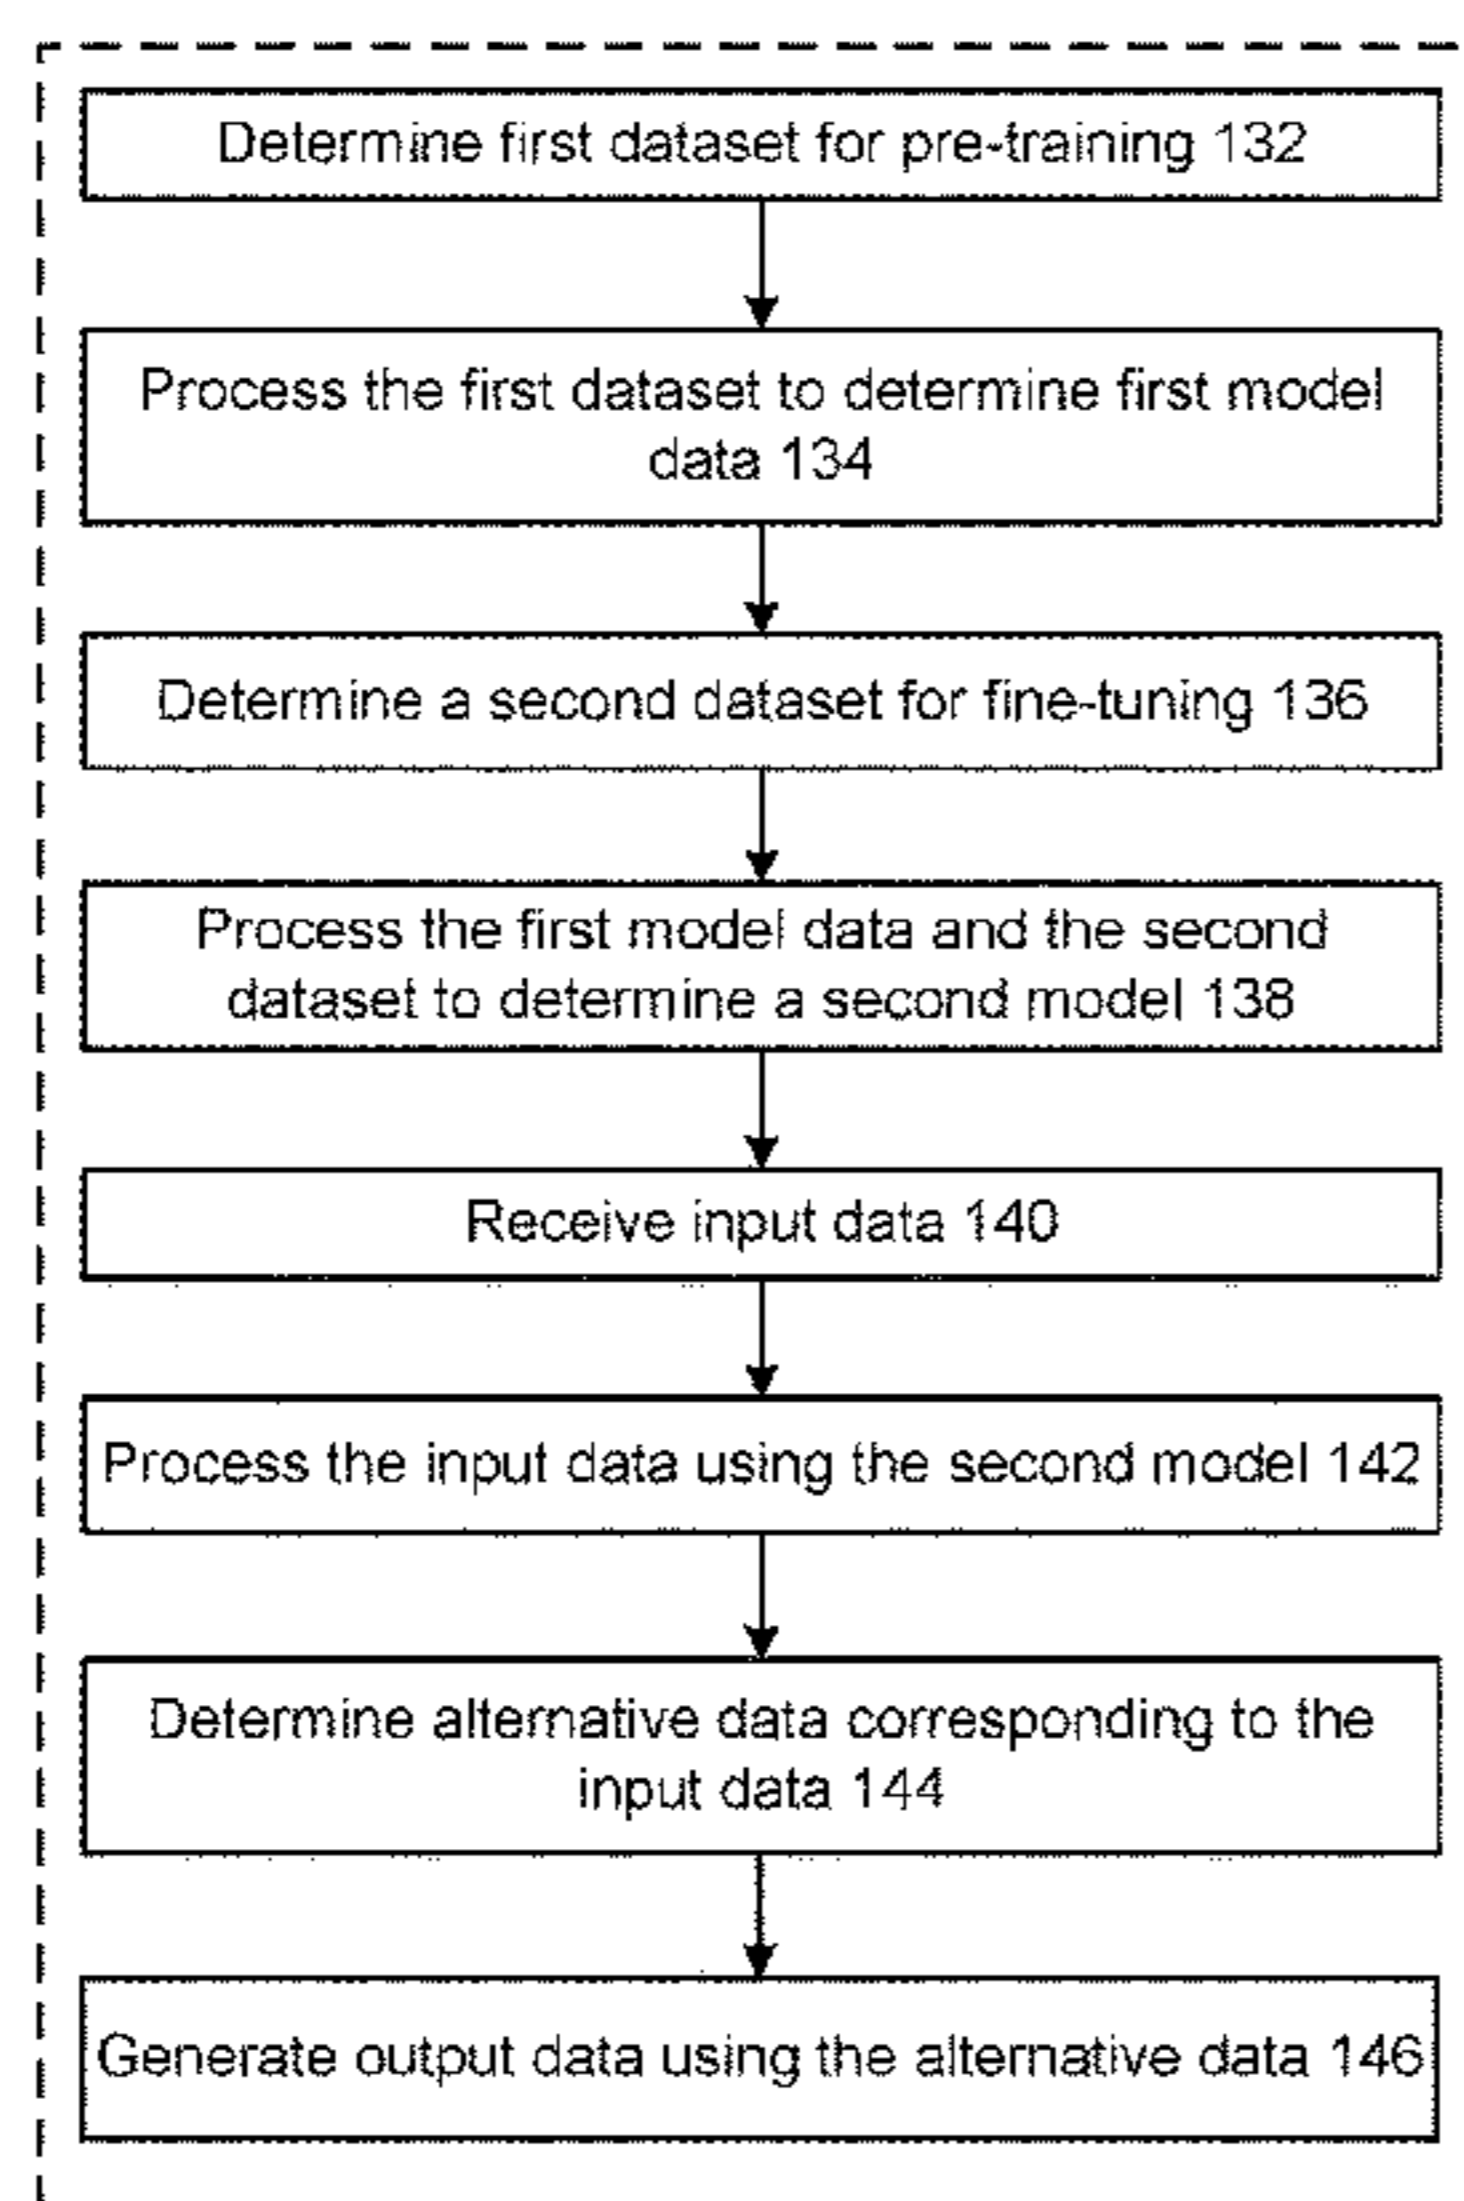 Determine first dataset for pre-training 132
Process the first dataset to determine first model
data 134
Determine a second dataset for fine-tuning 136
Process the first model data and the second
dataset to determine a second model 138
Receive input data 140
Process the input data using the second model 142
Determine alternative data corresponding to the
input data 144
Generate output data using the alternative data 146